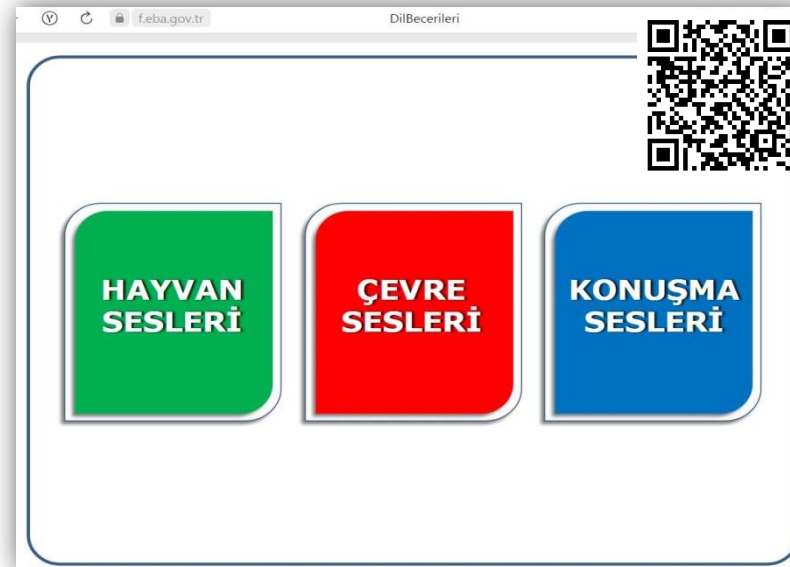 f.eba.gov.tr
DilBecerileri
HAYVAN
SESLERİ
ÇEVRE
SESLERİ
KONUŞMA
SESLERİ